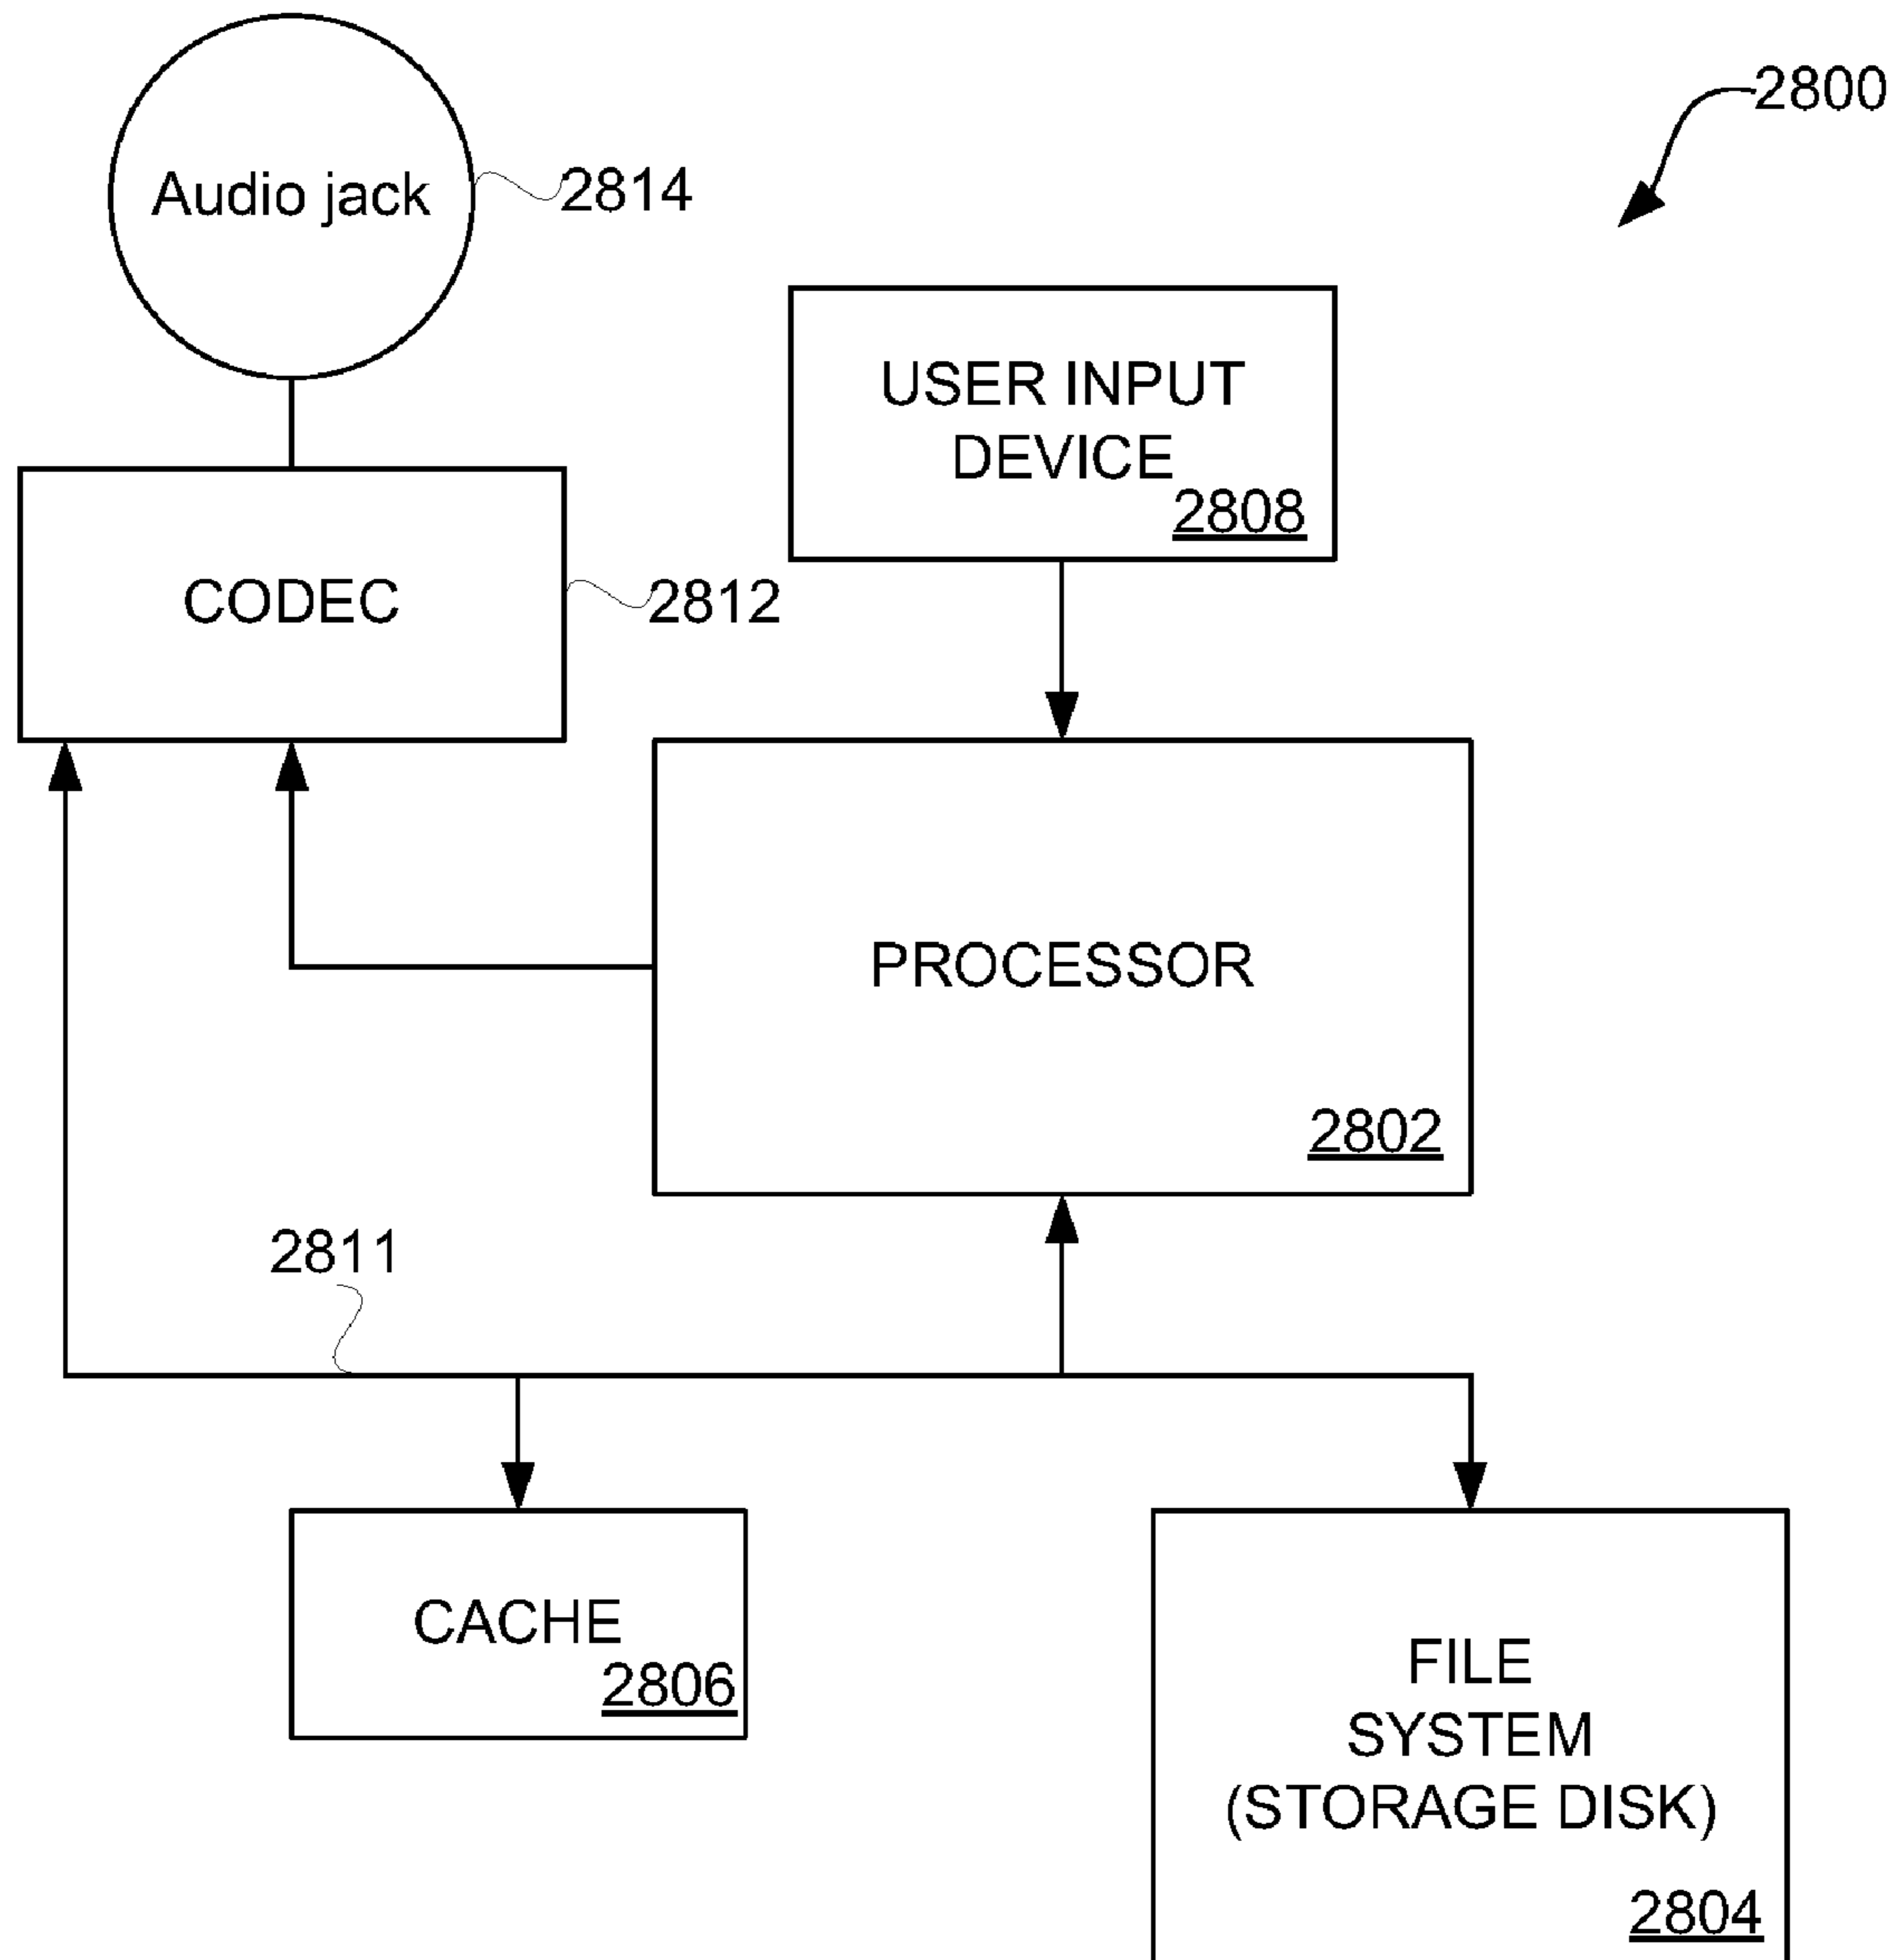 2800
Audio jack
2814
USER INPUT
DEVICE
2808
CODEC
2812
PROCESSOR
2802
2811
CACHE
2806
FILE
SYSTEM
(STORAGE DISK)
2804